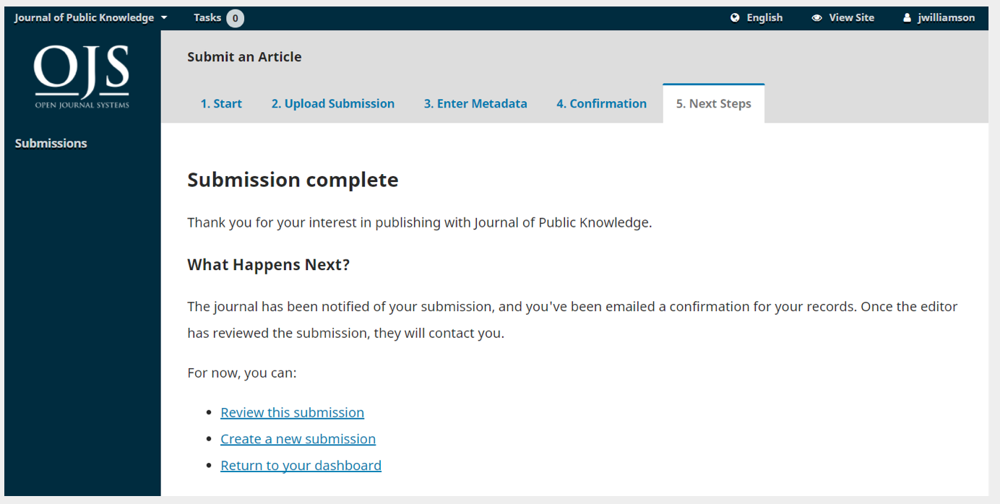 Journal of Public Knowledge Tasks 0 English View Site jwilliamson
OJS
OPEN JOURNAL SYSTEMS
Submissions
Submit an Article
1. Start 2. Upload Submission 3. Enter Metadata 4. Confirmation 5. Next Steps
Submission complete
Thank you for your interest in publishing with Journal of Public Knowledge.
What Happens Next?
The journal has been notified of your submission, and you've been emailed a confirmation for your records. Once the editor
has reviewed the submission, they will contact you.
For now, you can:
Review this submission
Create a new submission
Return to your dashboard